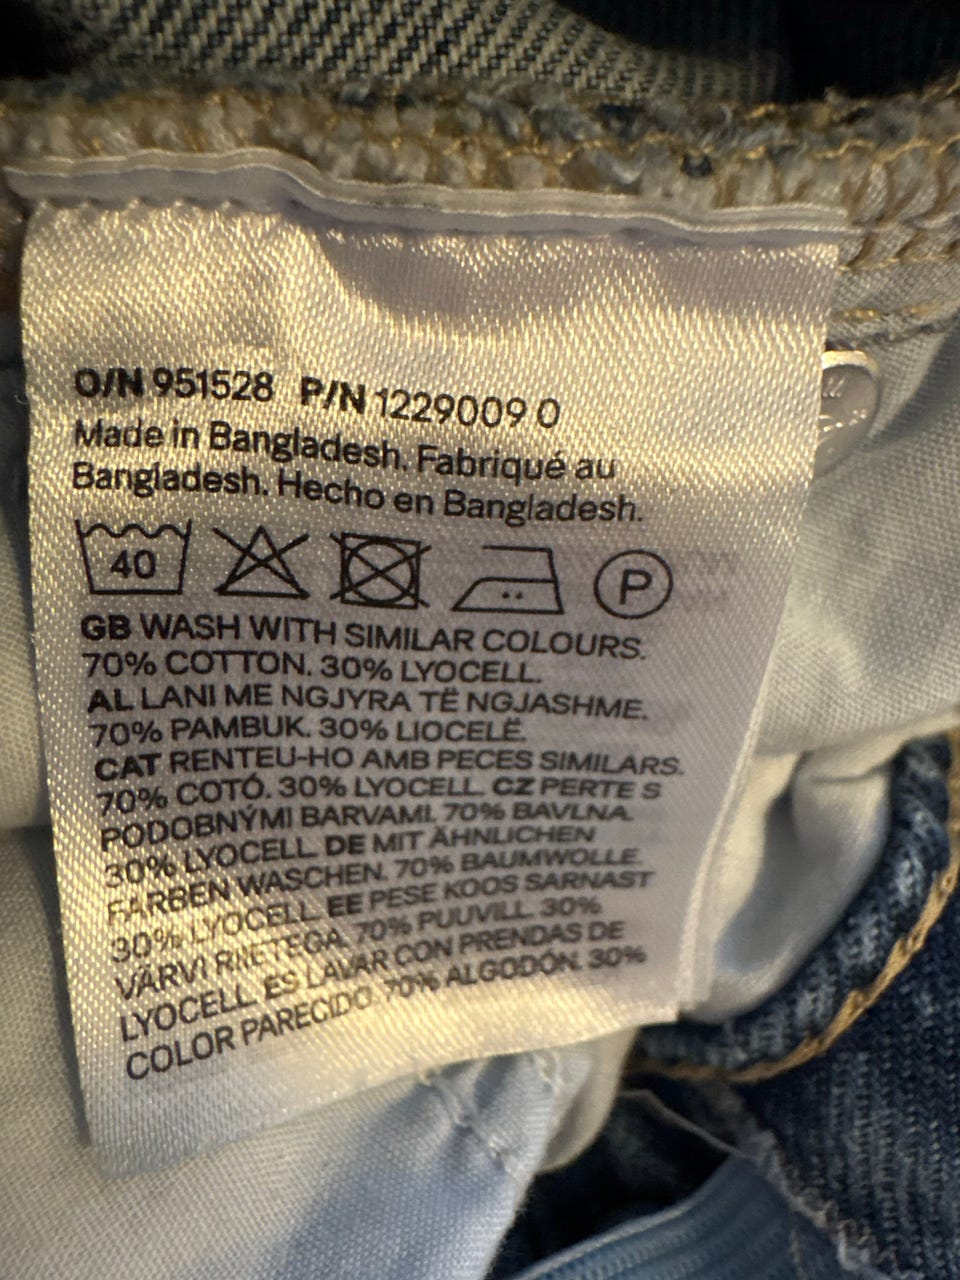 O/N 951528 P/N 1229009 0
Made in Bangladesh. Fabriqué au
Bangladesh. Hecho en Bangladesh.
40 P
GB WASH WITH SIMILAR COLOURS.
70% COTTON. 30% LYOCELL.
AL LANI ME NGJYRA TË NGJASHME.
70% PAMBUK. 30% LIOCELË.
CAT RENTEU-HO AMB PECES SIMILARS.
70% COTÓ. 30% LYOCELL. CZ PERTE S
PODOBNÝMI BARVAMI. 70% BAVLNA.
30% LYOCELL. DE MIT ÄHNLICHEN
FARBEN WASCHEN. 70% BAUMWOLLE.
30% LYOCELL. EE PESE KOOS SARNAST
VÄRVI RIIETEGA. 70% PUUVILL. 30%
LYOCELL. ES LAVAR CON PRENDAS DE
COLOR PARECIDO. 70% ALGODÓN. 30%